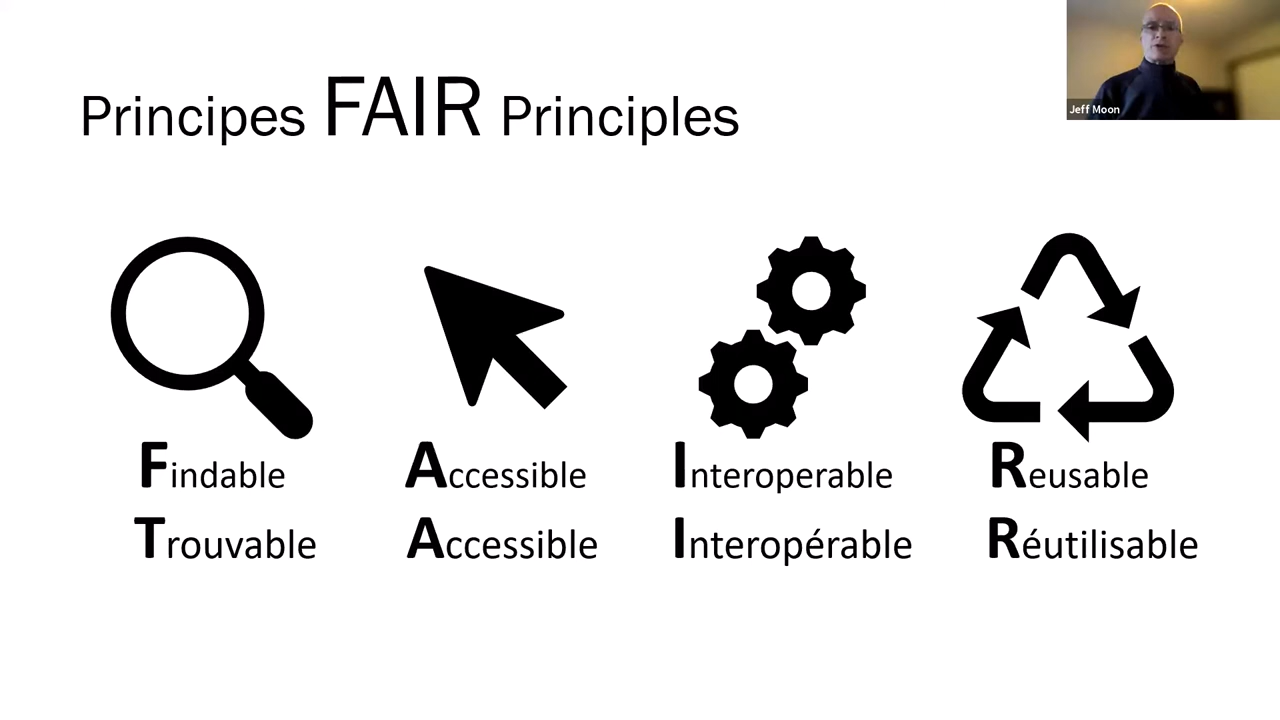 Jeff Moon
Principes FAIR Principles
Findable Accessible Interoperable Reusable
Trouvable Accessible Interopérable Réutilisable